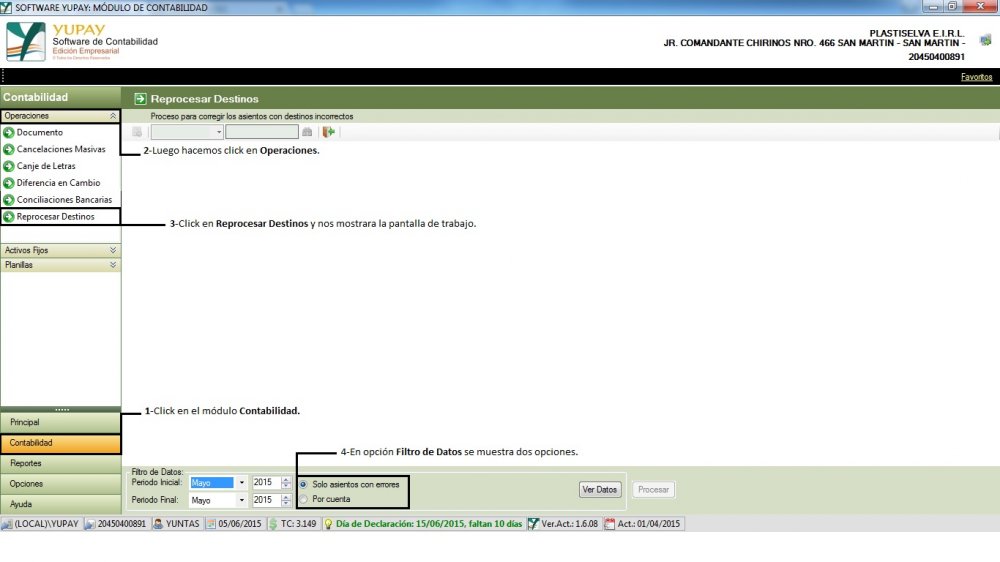 SOFTWARE YUPAY: MÓDULO DE CONTABILIDAD
YUPAY
Software de Contabilidad
Edición Empresarial
© Todos los Derechos Reservados
PLASTISELVA E.I.R.L.
JR. COMANDANTE CHIRINOS NRO. 466 SAN MARTIN - SAN MARTIN -
20450400891
Favoritos
Contabilidad
Reprocesar Destinos
Operaciones
Proceso para corregir los asientos con destinos incorrectos
Documento
Cancelaciones Masivas
2-Luego hacemos click en Operaciones.
Canje de Letras
Diferencia en Cambio
Conciliaciones Bancarias
Reprocesar Destinos
3-Click en Reprocesar Destinos y nos mostrara la pantalla de trabajo.
Activos Fijos
Planillas
1-Click en el módulo Contabilidad.
Principal
Contabilidad
4-En opción Filtro de Datos se muestra dos opciones.
Reportes
Filtro de Datos:
Opciones
Periodo Inicial: Mayo 2015
Solo asientos con errores
Ver Datos
Procesar
Periodo Final: Mayo 2015
Por cuenta
Ayuda
(LOCAL)\YUPAY 20450400891 YUNTAS 05/06/2015 TC: 3.149 Día de Declaración: 15/06/2015, faltan 10 días Ver.Act.: 1.6.08 Act.: 01/04/2015